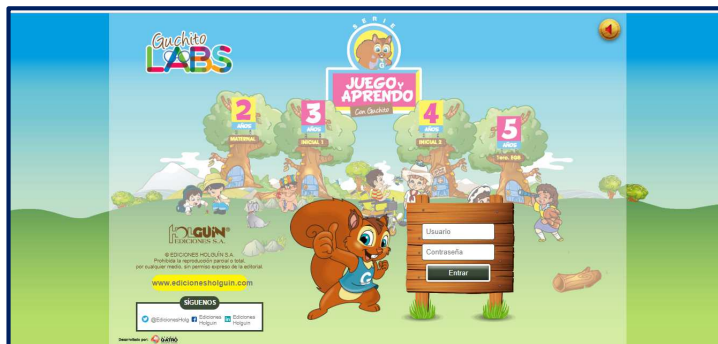 Guchito
LABS
SERIE
G
JUEGO Y
APRENDO
Con Guchito
2
AÑOS
MATERNAL
3
AÑOS
INICIAL 1
4
AÑOS
INICIAL 2
5
AÑOS
1ero. EGB
Usuario
Contraseña
Entrar
G
HOLGUÍN
EDICIONES S.A.
® EDICIONES HOLGUÍN S.A.
Prohibida la reproducción parcial o total,
por cualquier medio, sin permiso expreso de la editorial
www.edicionesholguin.com
SÍGUENOS
@EdicionesHolg
Ediciones
Holguín
Ediciones
Holguín
Desarrollado por: